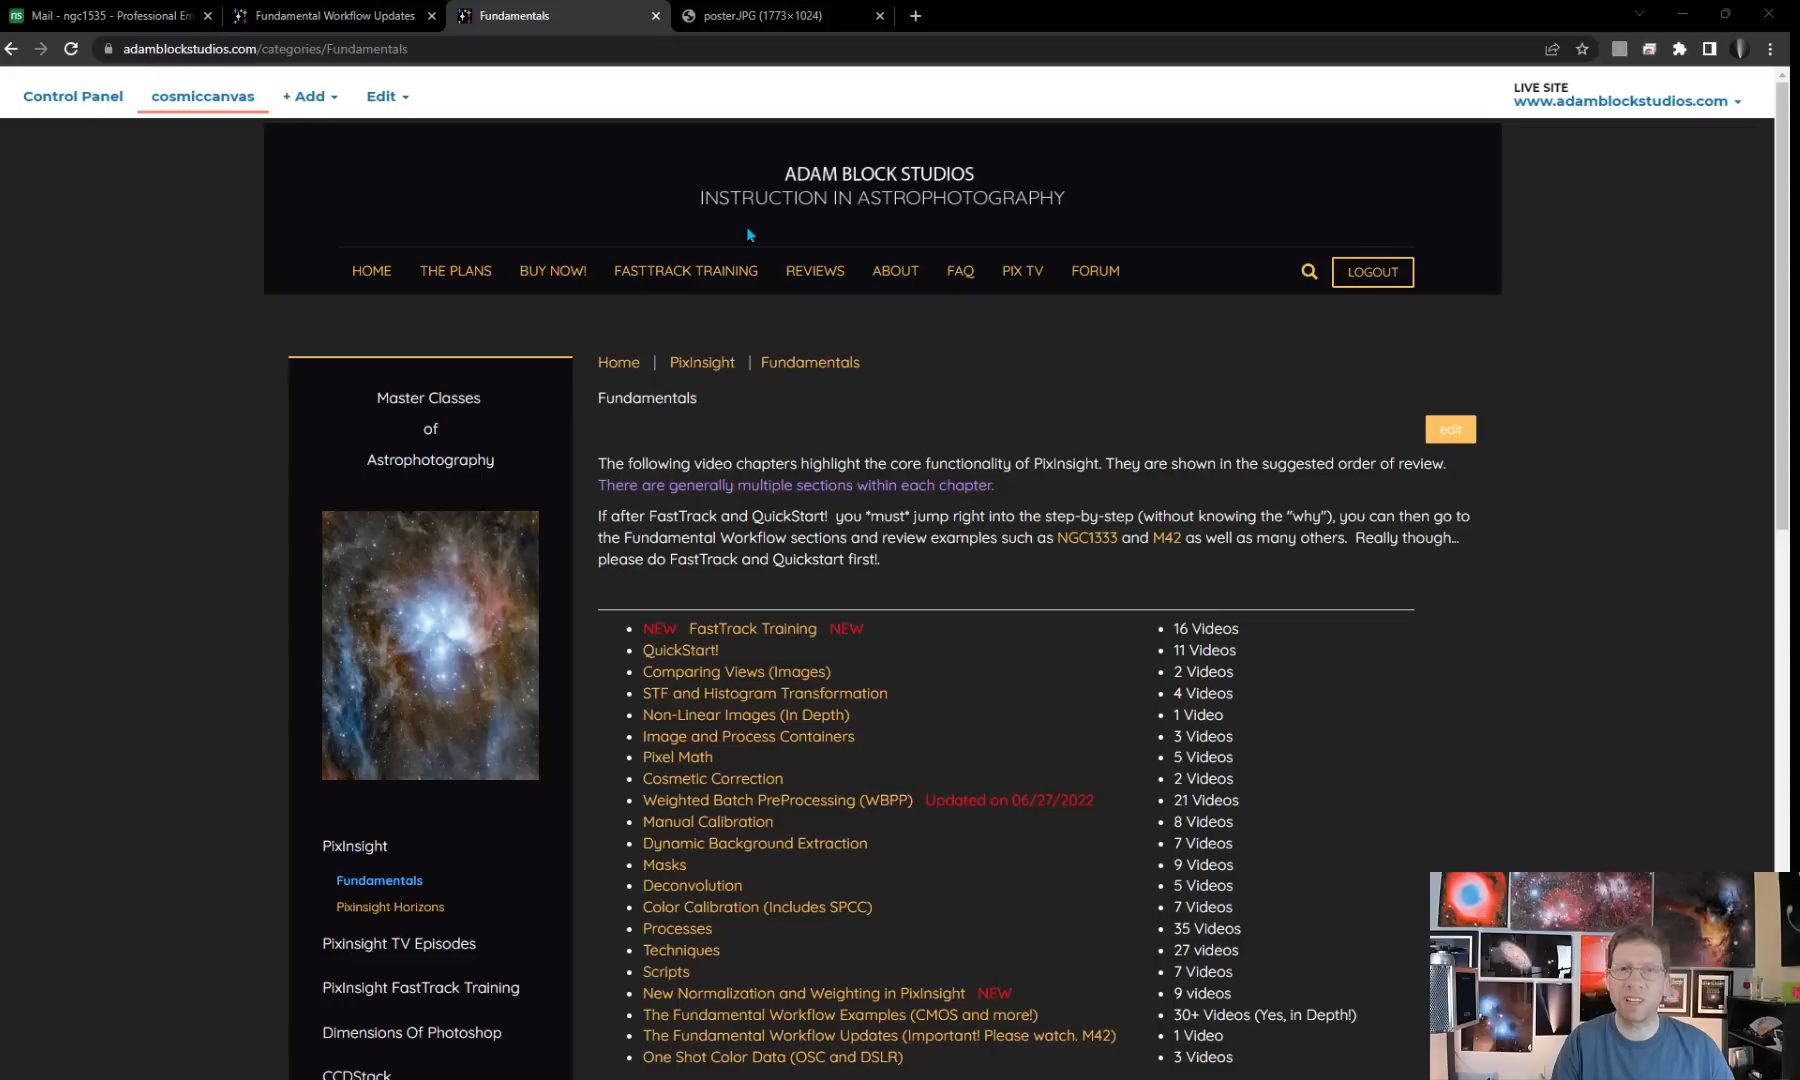 Mail - ngc1535 - Professional Em
Fundamental Workflow Updates
Fundamentals
poster.JPG (1773×1024)
adamblockstudios.com/categories/Fundamentals
Control Panel
cosmiccanvas
+ Add
Edit
LIVE SITE
www.adamblockstudios.com
ADAM BLOCK STUDIOS
INSTRUCTION IN ASTROPHOTOGRAPHY
HOME THE PLANS BUY NOW! FASTTRACK TRAINING REVIEWS ABOUT FAQ PIX TV FORUM LOGOUT
Master Classes
of
Astrophotography
PixInsight
Fundamentals
Pixinsight Horizons
PixInsight TV Episodes
PixInsight FastTrack Training
Dimensions Of Photoshop
CCDStack
Home | PixInsight | Fundamentals
Fundamentals
edit
The following video chapters highlight the core functionality of PixInsight. They are shown in the suggested order of review.
There are generally multiple sections within each chapter.
If after FastTrack and QuickStart! you *must* jump right into the step-by-step (without knowing the "why"), you can then go to
the Fundamental Workflow sections and review examples such as NGC1333 and M42 as well as many others. Really though...
please do FastTrack and Quickstart first!.
NEW FastTrack Training NEW • 16 Videos
QuickStart! • 11 Videos
Comparing Views (Images) • 2 Videos
STF and Histogram Transformation • 4 Videos
Non-Linear Images (In Depth) • 1 Video
Image and Process Containers • 3 Videos
Pixel Math • 5 Videos
Cosmetic Correction • 2 Videos
Weighted Batch PreProcessing (WBPP) Updated on 06/27/2022 • 21 Videos
Manual Calibration • 8 Videos
Dynamic Background Extraction • 7 Videos
Masks • 9 Videos
Deconvolution • 5 Videos
Color Calibration (Includes SPCC) • 7 Videos
Processes • 35 Videos
Techniques • 27 videos
Scripts • 7 Videos
New Normalization and Weighting in PixInsight NEW • 9 videos
The Fundamental Workflow Examples (CMOS and more!) • 30+ Videos (Yes, in Depth!)
The Fundamental Workflow Updates (Important! Please watch. M42) • 1 Video
One Shot Color Data (OSC and DSLR) • 3 Videos